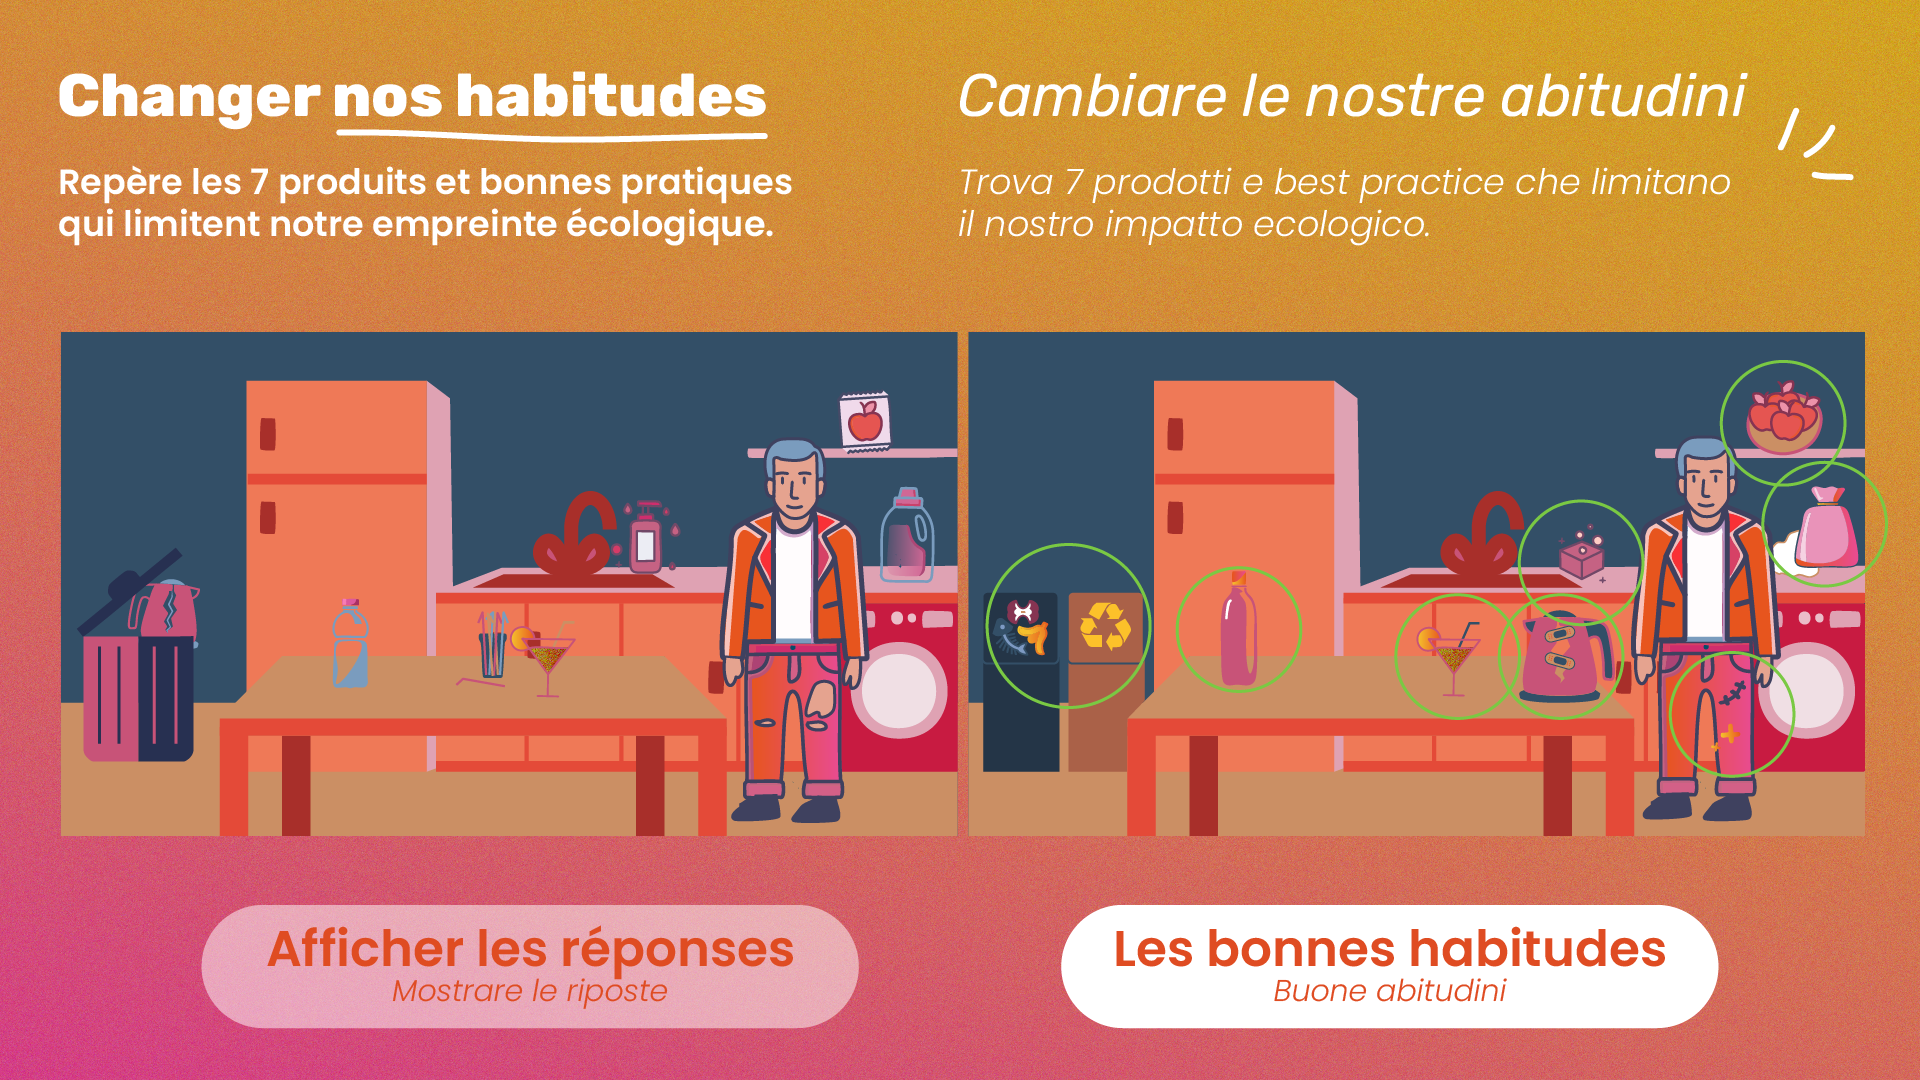 Changer nos habitudes
Repère les 7 produits et bonnes pratiques
qui limitent notre empreinte écologique.
Cambiare le nostre abitudini
Trova 7 prodotti e best practice che limitano
il nostro impatto ecologico.
Afficher les réponses
Mostrare le riposte
Les bonnes habitudes
Buone abitudini